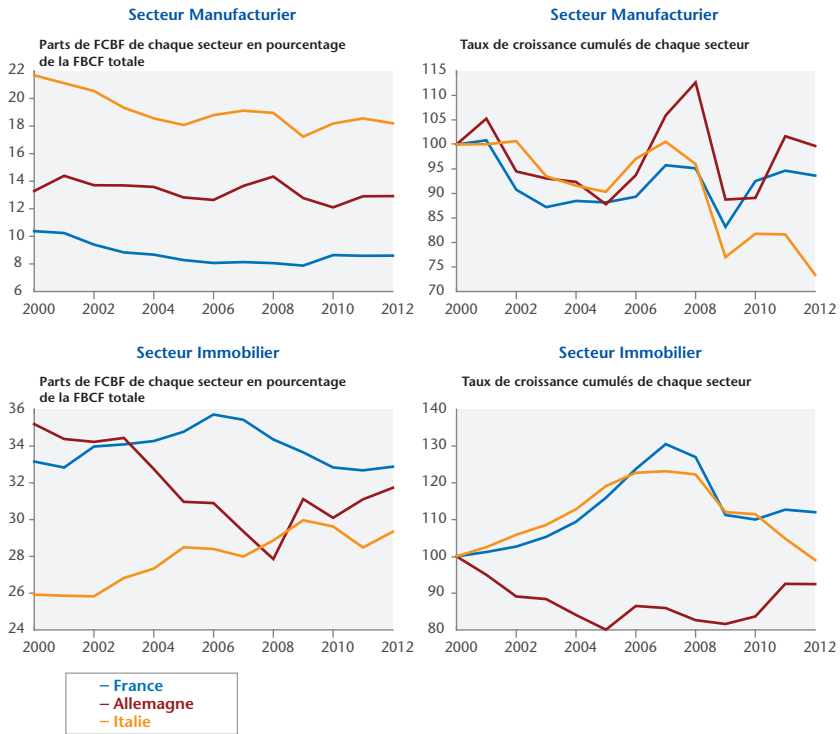 Secteur Manufacturier
Parts de FCBF de chaque secteur en pourcentage
de la FBCF totale
22
20
18
16
14
12
10
8
6
2000 2002 2004 2006 2008 2010 2012
Secteur Manufacturier
Taux de croissance cumulés de chaque secteur
115
110
105
100
95
90
85
80
75
70
2000 2002 2004 2006 2008 2010 2012
Secteur Immobilier
Parts de FCBF de chaque secteur en pourcentage
de la FBCF totale
36
34
32
30
28
26
24
2000 2002 2004 2006 2008 2010 2012
Secteur Immobilier
Taux de croissance cumulés de chaque secteur
140
130
120
110
100
90
80
2000 2002 2004 2006 2008 2010 2012
– France
– Allemagne
– Italie